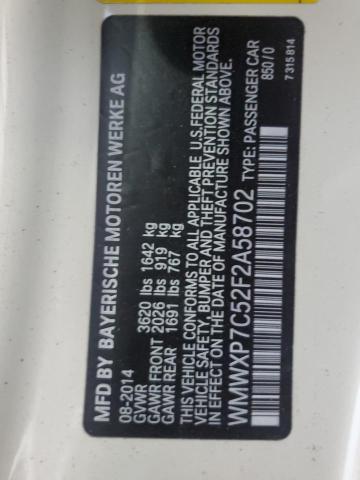 MFD BY BAYERISCHE MOTOREN WERKE AG
08-2014
GVWR 3620 lbs 1642 kg
GAWR FRONT 2026 lbs 919 kg
GAWR REAR 1691 lbs 767 kg
THIS VEHICLE CONFORMS TO ALL APPLICABLE U.S. FEDERAL MOTOR
VEHICLE SAFETY, BUMPER AND THEFT PREVENTION STANDARDS
IN EFFECT ON THE DATE OF MANUFACTURE SHOWN ABOVE.
WMWXP7C52F2A58702 TYPE: PASSENGER CAR
850 / 0
7 315 814